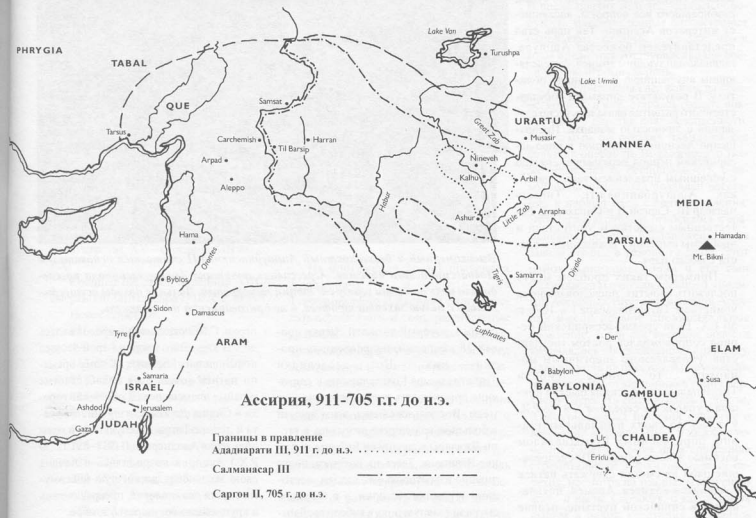 PHRYGIA
TABAL
Lake Van
Turushpa
Lake Urmia
QUE
Samsat
URARTU
Tarsus
Carchemish
Til Barsip
Harran
Great Zab
Musasir
MANNEA
Arpad
Nineveh
Aleppo
Kalhu
Arbil
Habur
MEDIA
Ashur
Little Zab
Arrapha
Hama
Orontes
PARSUA
Hamadan
Mt. Bikni
Byblos
Tigris
Samarra
Diyala
Sidon
Damascus
Tyre
ARAM
Euphrates
Der
ELAM
Samaria
ISRAEL
Babylon
BABYLONIA
GAMBULU
Susa
Ashdod
Jerusalem
JUDAH
Gaza
Ассирия, 911-705 г.г. до н.э.
CHALDEA
Ur
Eridu
Границы в правление
Ададнрати III, 911 г. до н.э.
Салманасар III
Саргон II, 705 г. до н.э.